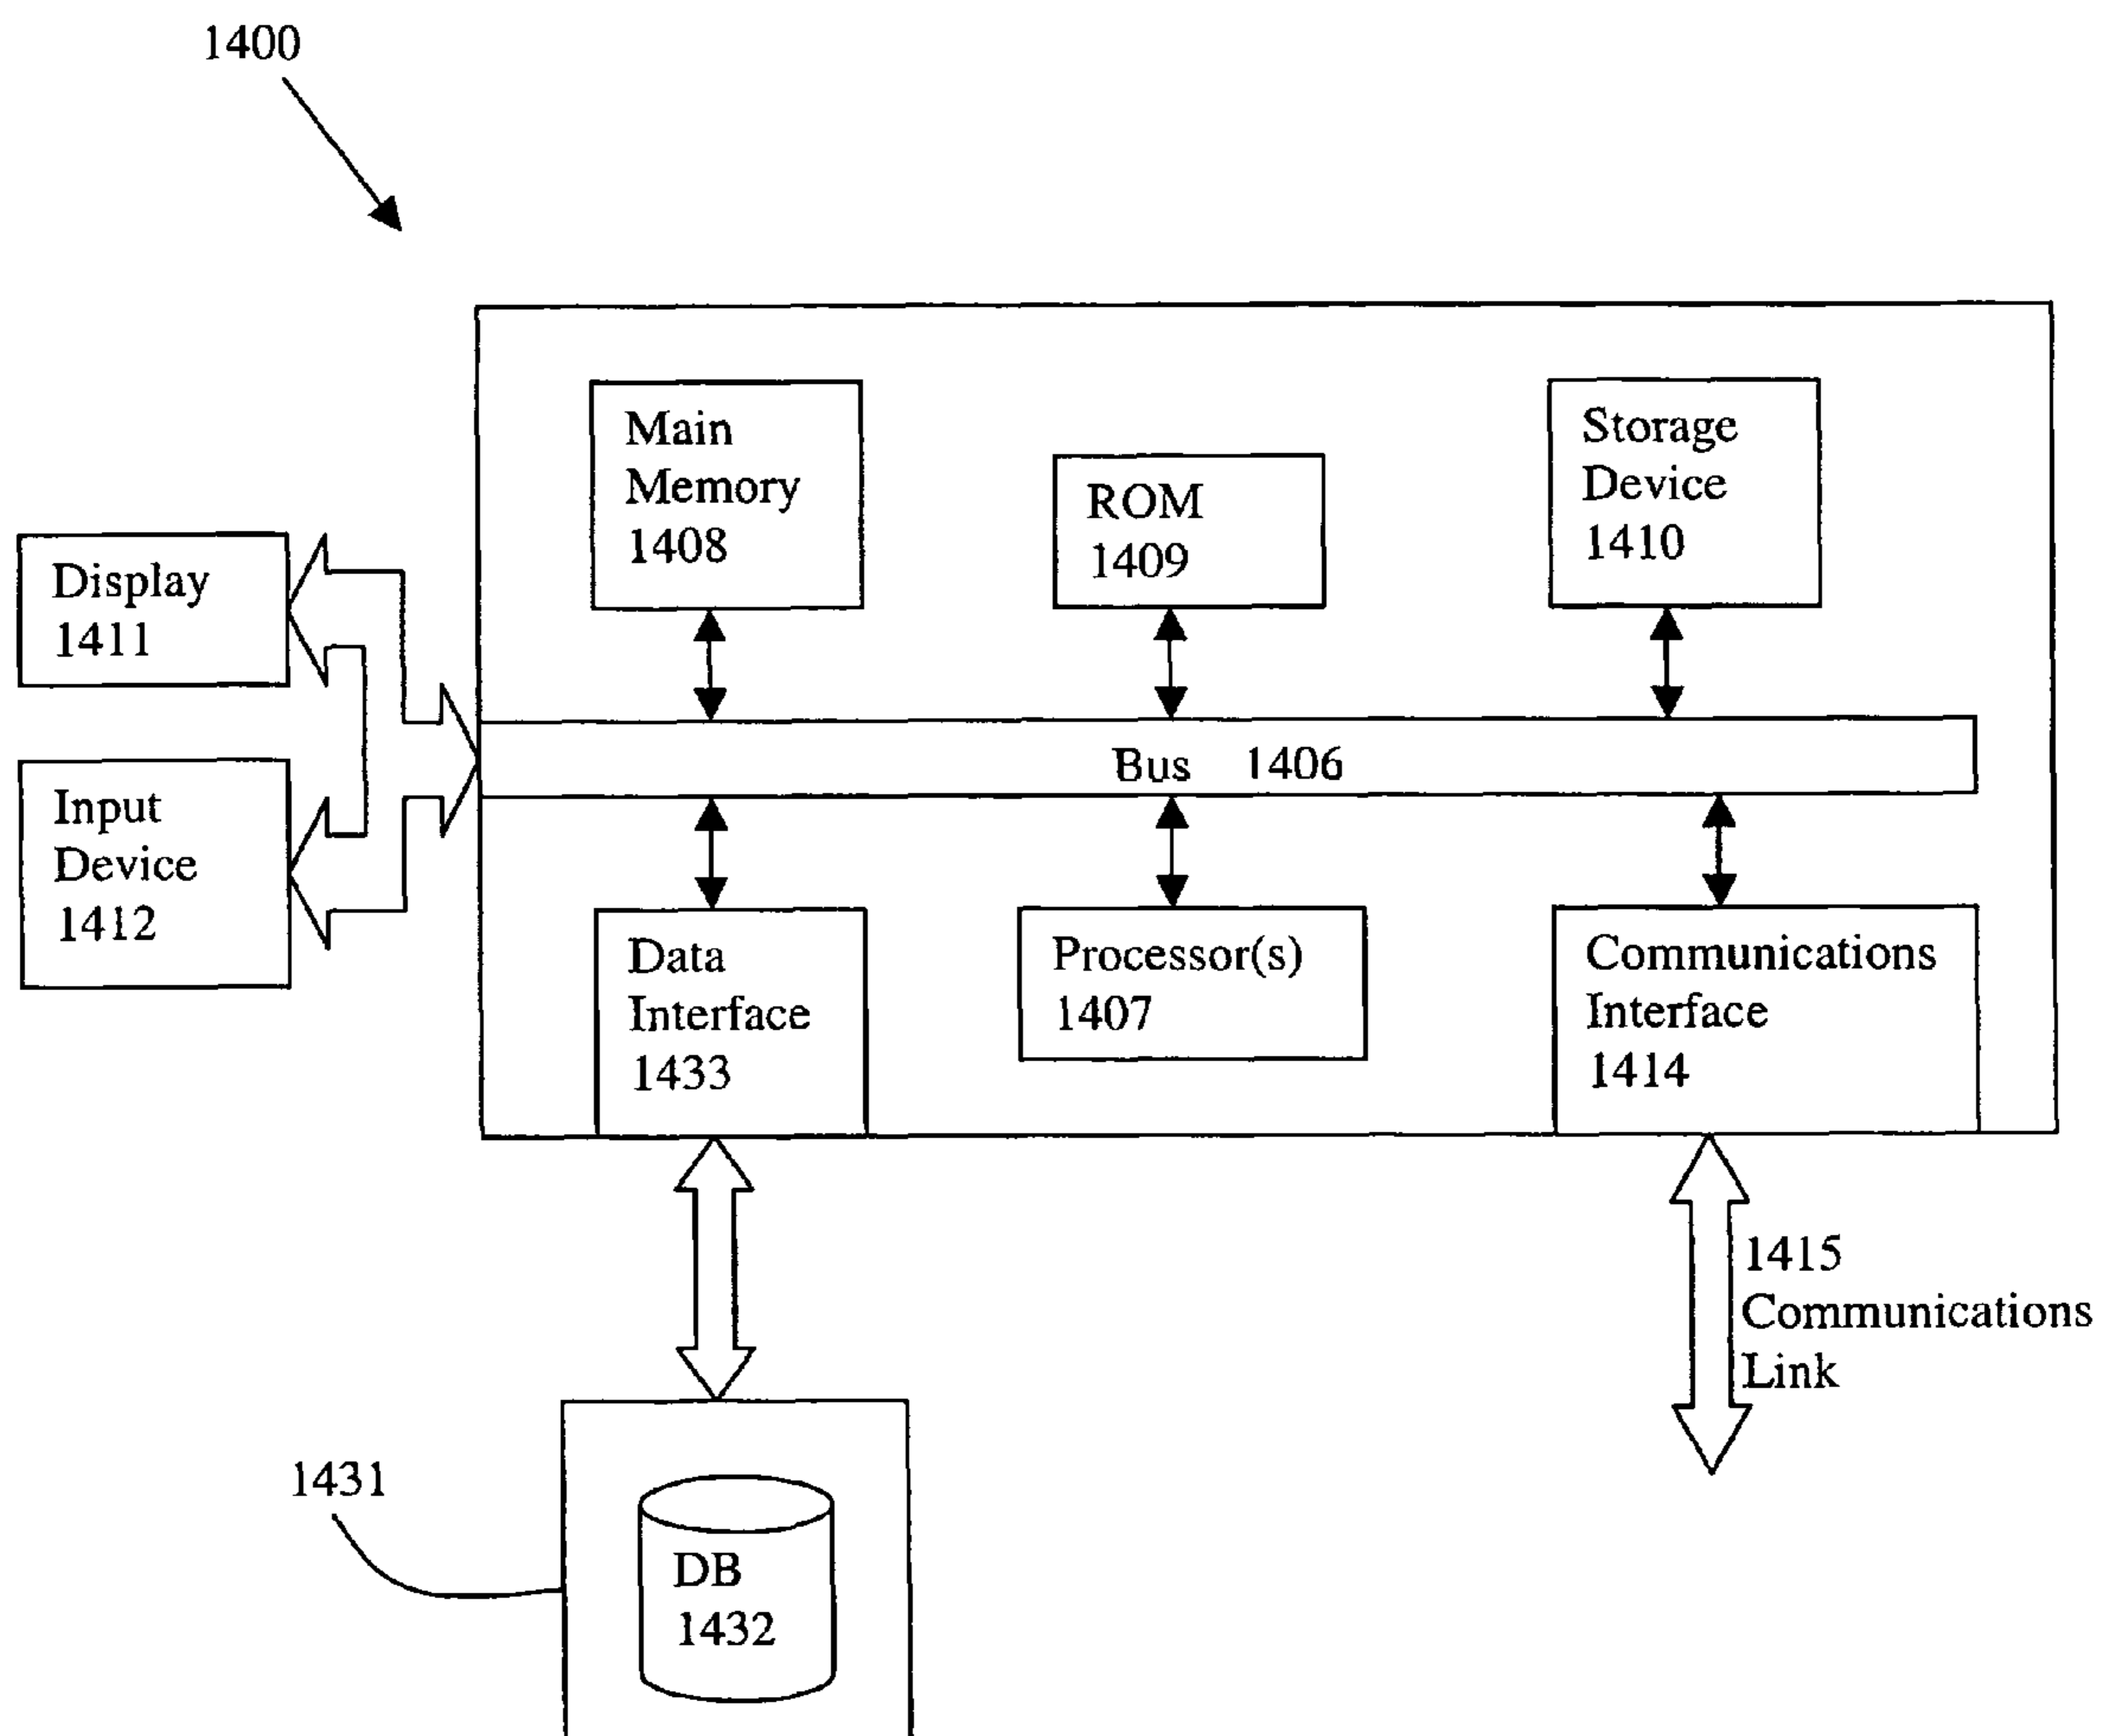 1400
Main
Memory
1408
ROM
1409
Storage
Device
1410
Display
1411
Bus 1406
Input
Device
1412
Data
Interface
1433
Processor(s)
1407
Communications
Interface
1414
1415
Communications
Link
1431
DB
1432